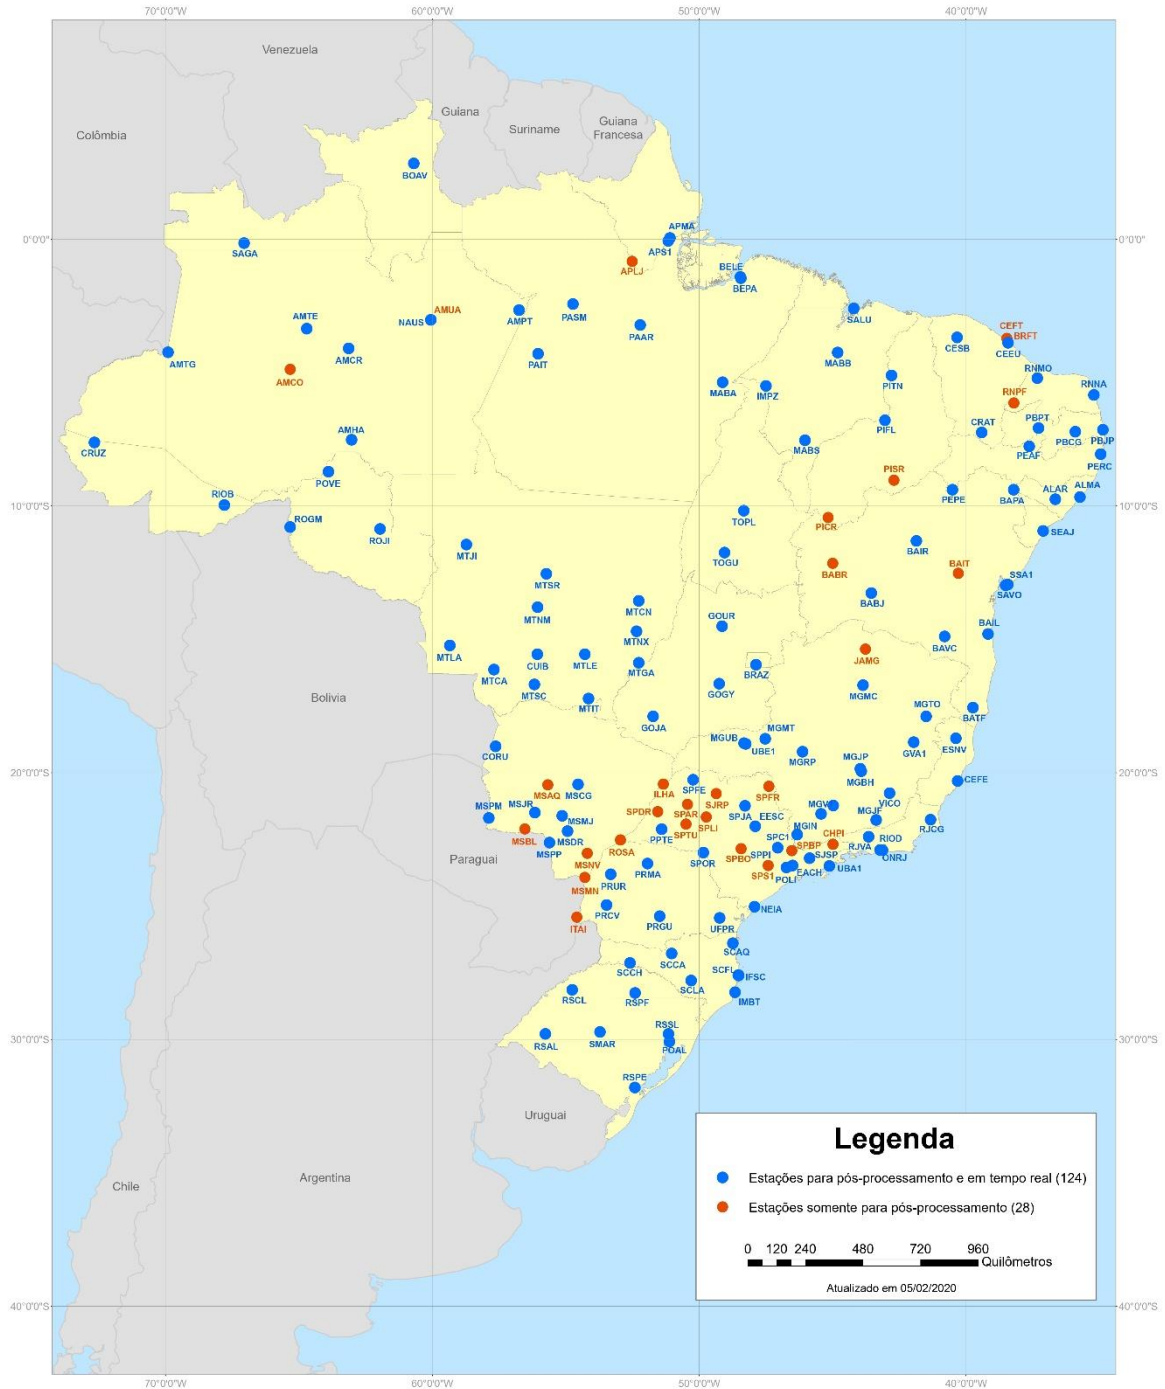 70°0'0"W 60°0'0"W 50°0'0"W 40°0'0"W
Venezuela
Guiana
Suriname
Guiana
Francesa
Colômbia
BOAV
0°0'0"
APMA
0°0'0"
SAGA
APS1
APLJ
BELE
BEPA
AMUA
AMTE
NAUS
AMPT
PASM
SALU
CEFT
BRFT
PAAR
CEEU
CESB
AMTG
AMCR
PAIT
MABB
RNMO
AMCO
PITN
RNNA
MABA
IMPZ
RNPF
CRAT
PBPT
PIFL
PBCG
PBJP
AMHA
CRUZ
MABS
PEAF
PERC
PISR
POVE
RIOB
PEPE
BAPA
ALAR
ALMA
10°0'0"S
10°0'0"S
ROGM
TOPL
PICR
ROJI
SEAJ
MTJI
TOGU
BAIR
BAIT
MTSR
BABR
SSA1
SAVO
MTCN
BABJ
MTNM
GOUR
MTNX
BAIL
MTLA
CUIB
MTLE
BAVC
JAMG
MTCA
MTGA
BRAZ
MTSC
GOGY
MGMC
MTIT
MGTO
BATF
GOJA
MGMT
MGUB
UBE1
CORU
MGRP
GVA1
ESNV
MGJP
20°0'0"S
20°0'0"S
CEFE
MGBH
MSAQ
MSCG
ILHA
SPFE
SJRP
SPFR
MSPM
MSJR
SPDR
SPAR
SPJA
VICO
MSMJ
SPLI
EESC
MGJF
RJCG
MSBL
SPTU
MGIN
MSDR
PPTE
SPC1
CHPI
RIOD
MSPP
ROSA
SPBO
SPPI
SPBP
RJVA
ONRJ
Paraguai
MSNV
SPOR
SJSP
UBA1
PRMA
SPS1
POLI
EACH
MSMN
PRUR
NEIA
ITAI
PRCV
PRGU
UFPR
SCAQ
SCCH
SCCA
SCFL
IFSC
SCLA
RSCL
RSPF
IMBT
Bolivia
RSSL
30°0'0"S
30°0'0"S
RSAL
SMAR
POAL
RSPE
Uruguai
Chile
Argentina
Legenda
Estações para pós-processamento e em tempo real (124)
Estações somente para pós-processamento (28)
0 120 240 480 720 960
Quilômetros
Atualizado em 05/02/2020
40°0'0"S
40°0'0"S
70°0'0"W 60°0'0"W 50°0'0"W 40°0'0"W